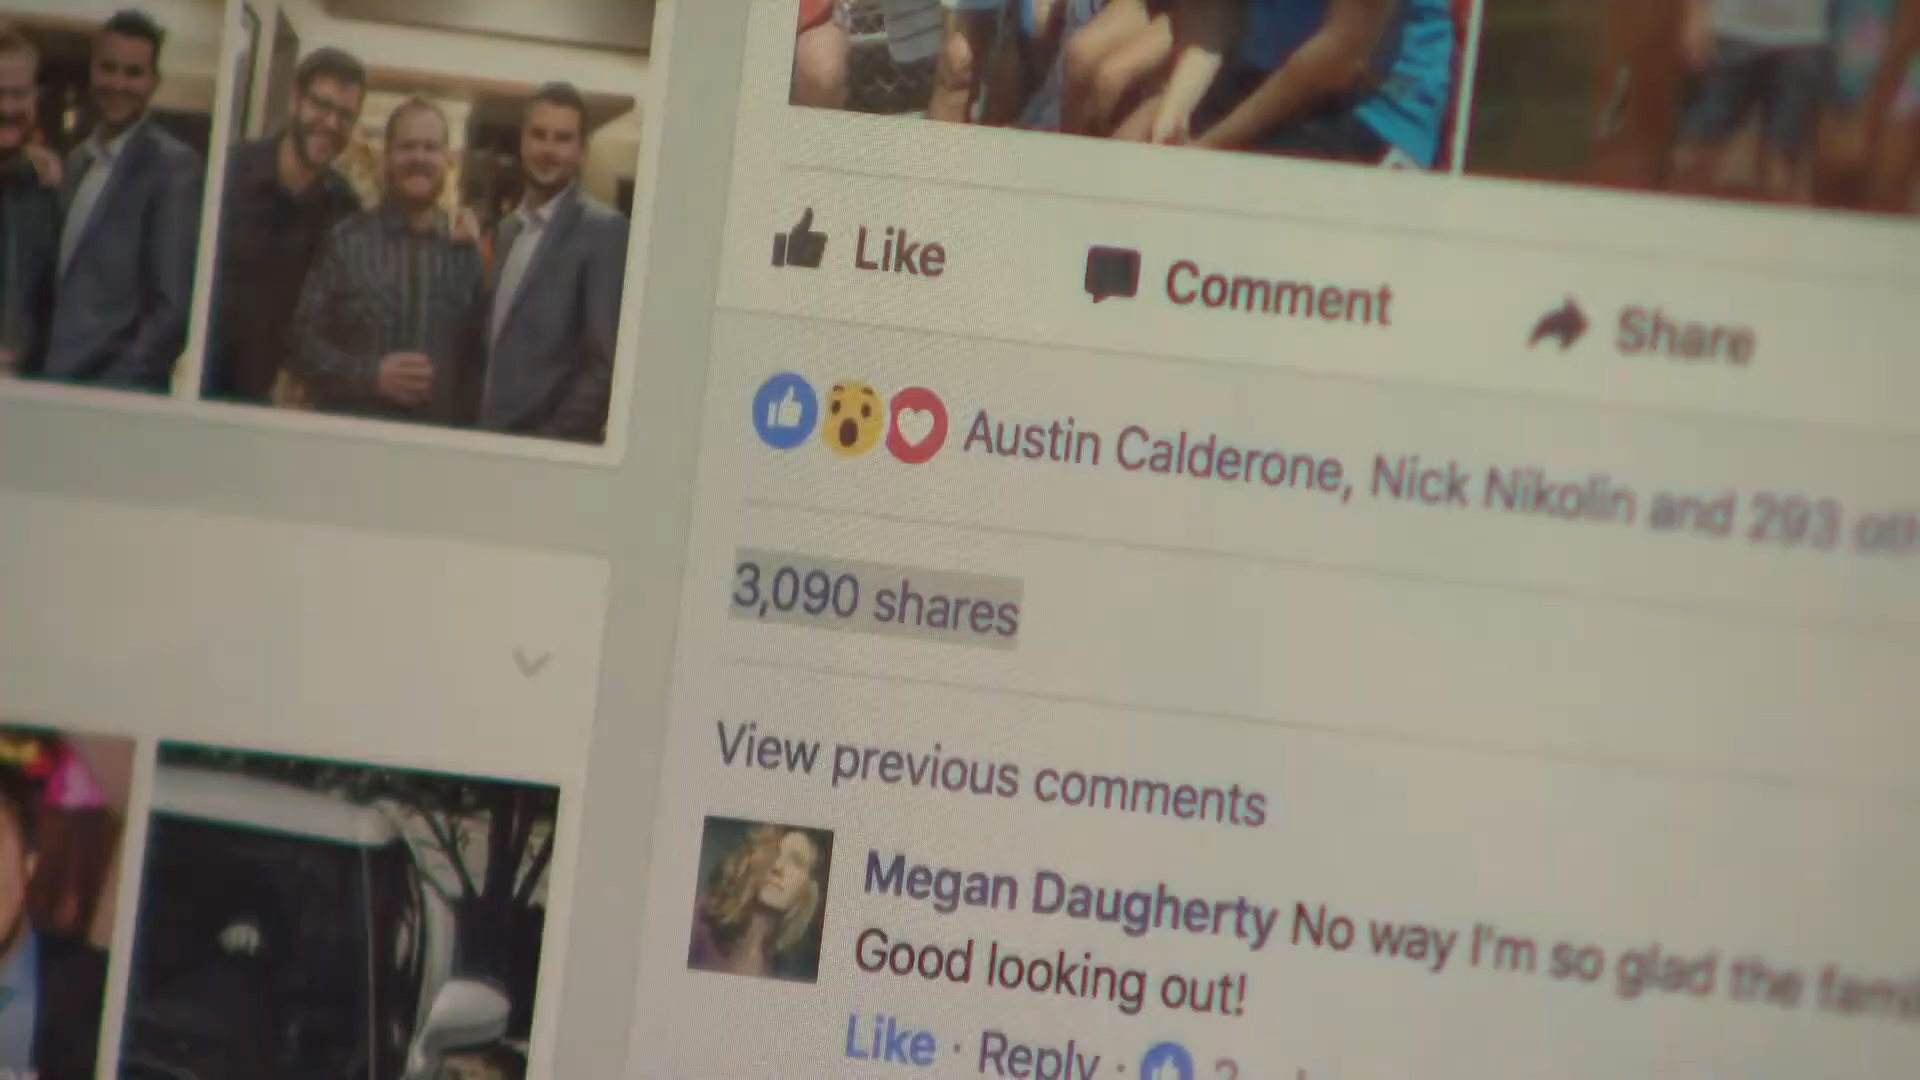 Like Comment Share
Austin Calderone, Nick Nikolin and 293
3,090 shares
View previous comments
Megan Daugherty No way I'm so glad the
Good looking out!
Like · Reply ·